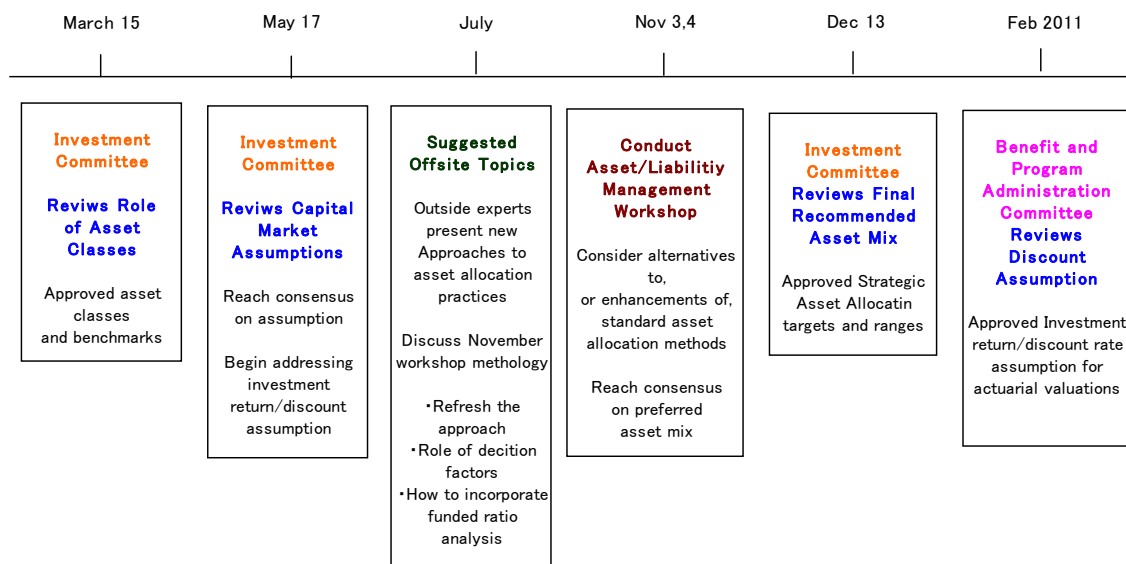 March 15
May 17
July
Nov 3,4
Dec 13
Feb 2011
Investment
Committee
Reviws Role
of Asset
Classes
Approved asset
classes
and benchmarks
Investment
Committee
Reviws Capital
Market
Assumptions
Reach consensus
on assumption
Begin addressing
investment
return/discount
assumption
Suggested
Offsite Topics
Outside experts
present new
Approaches to
asset allocation
practices
Discuss November
workshop methology
・Refresh the
approach
・Role of decition
factors
・How to incorporate
funded ratio
analysis
Conduct
Asset/Liabilitiy
Management
Workshop
Consider alternatives
to,
or enhancements of,
standard asset
allocation methods
Reach consensus
on preferred
asset mix
Investment
Committee
Reviews Final
Recommended
Asset Mix
Approved Strategic
Asset Allocatin
targets and ranges
Benefit and
Program
Administration
Committee
Reviews
Discount
Assumption
Approved Investment
return/discount rate
assumption for
actuarial valuations